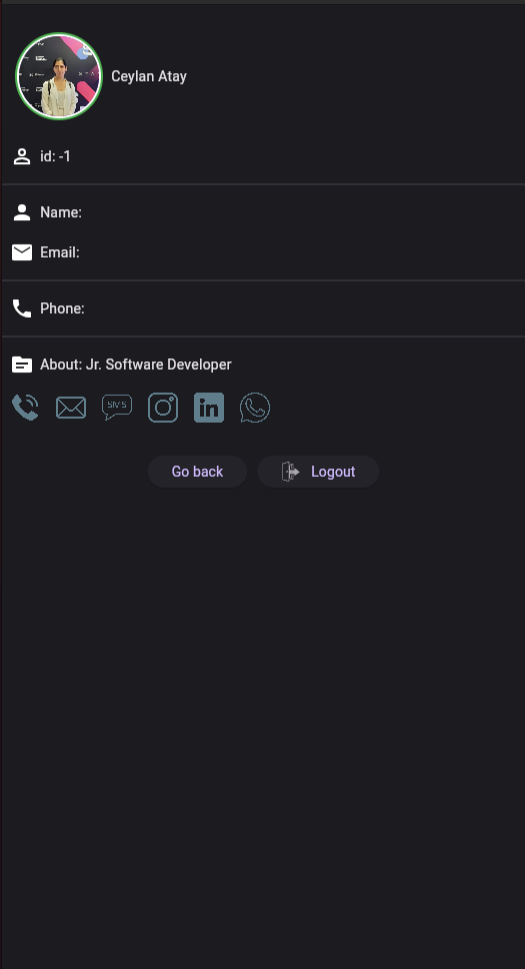 Ceylan Atay
id: -1
Name:
Email:
Phone:
About: Jr. Software Developer
SMS
in
Go back
Logout